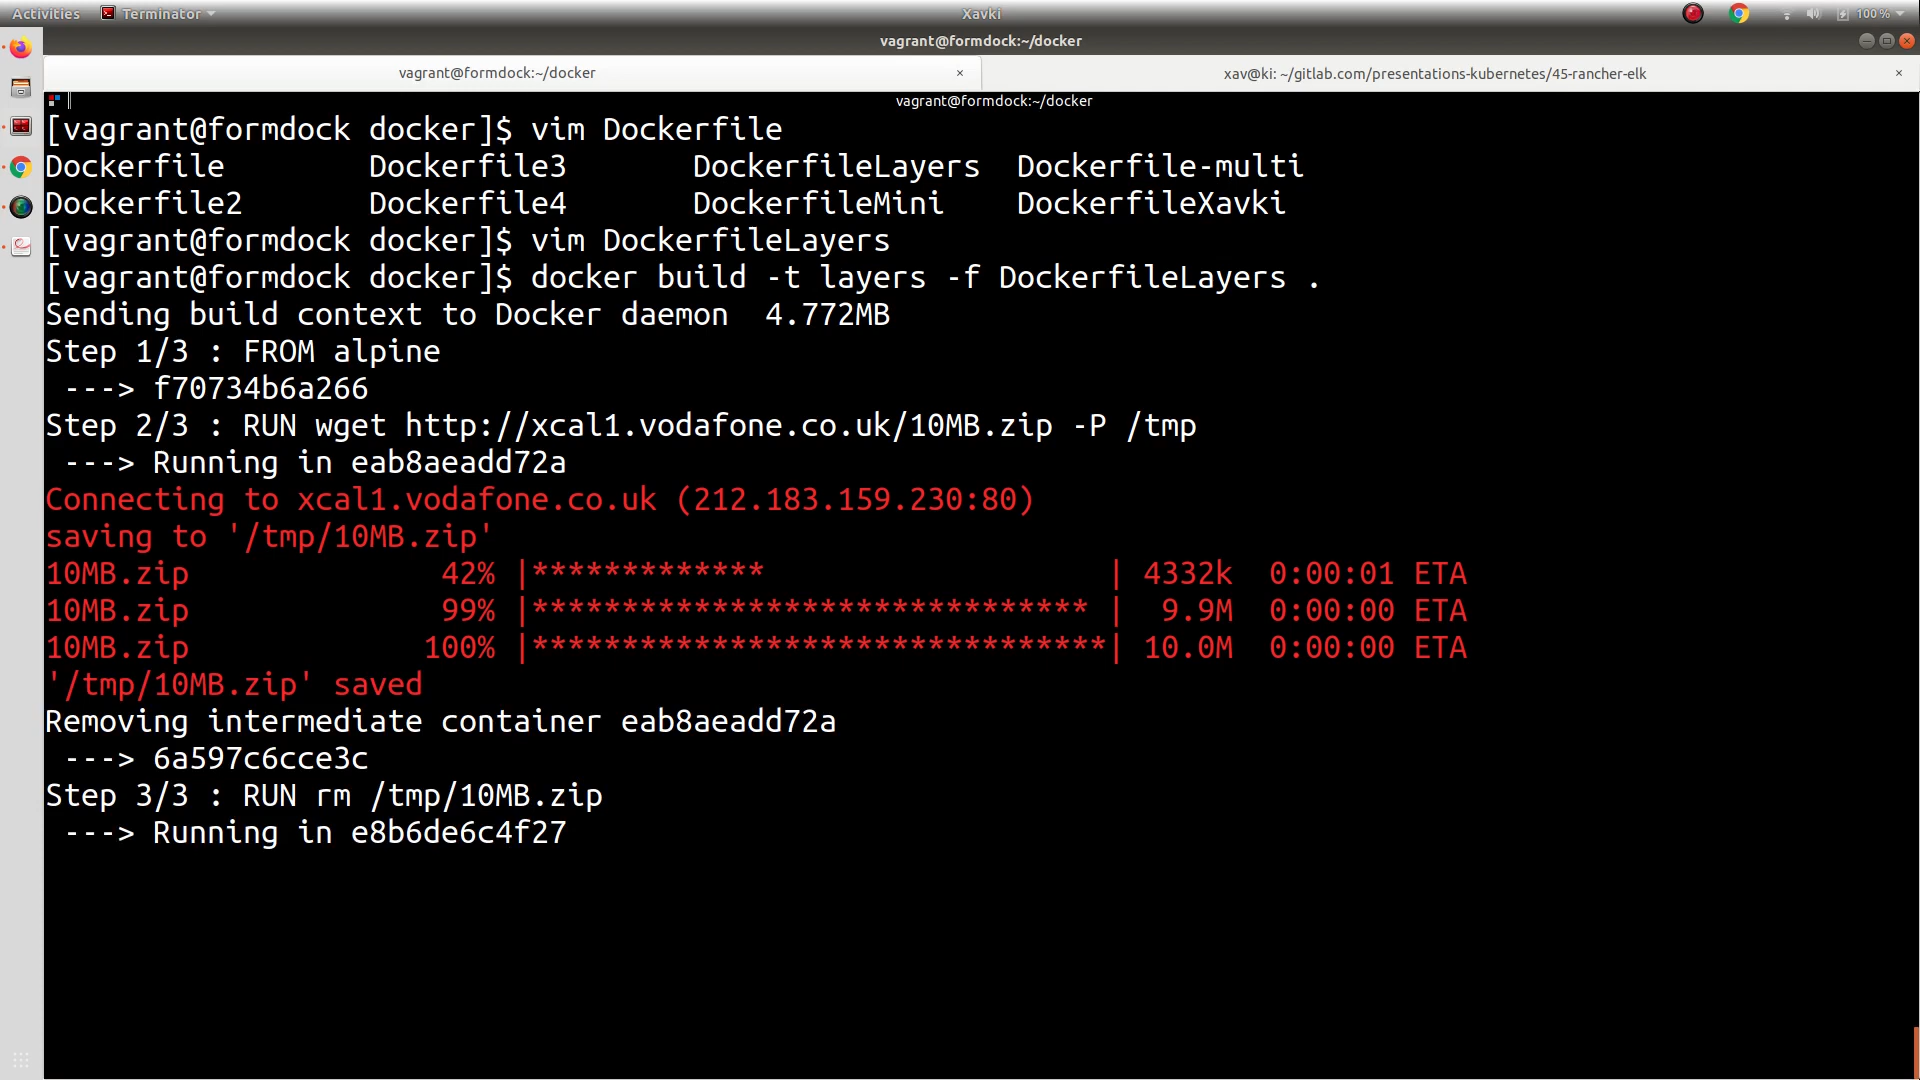 Activities Terminator Xavki 100 %
vagrant@formdock:~/docker
vagrant@formdock:~/docker × xav@ki: ~/gitlab.com/presentations-kubernetes/45-rancher-elk ×
vagrant@formdock:~/docker
[vagrant@formdock docker]$ vim Dockerfile
Dockerfile        Dockerfile3       DockerfileLayers  Dockerfile-multi
Dockerfile2       Dockerfile4       DockerfileMini    DockerfileXavki
[vagrant@formdock docker]$ vim DockerfileLayers
[vagrant@formdock docker]$ docker build -t layers -f DockerfileLayers .
Sending build context to Docker daemon  4.772MB
Step 1/3 : FROM alpine
 ---> f70734b6a266
Step 2/3 : RUN wget http://xcal1.vodafone.co.uk/10MB.zip -P /tmp
 ---> Running in eab8aeadd72a
Connecting to xcal1.vodafone.co.uk (212.183.159.230:80)
saving to '/tmp/10MB.zip'
10MB.zip              42% |*************                   | 4332k  0:00:01 ETA
10MB.zip              99% |******************************* |  9.9M  0:00:00 ETA
10MB.zip             100% |********************************| 10.0M  0:00:00 ETA
'/tmp/10MB.zip' saved
Removing intermediate container eab8aeadd72a
 ---> 6a597c6cce3c
Step 3/3 : RUN rm /tmp/10MB.zip
 ---> Running in e8b6de6c4f27